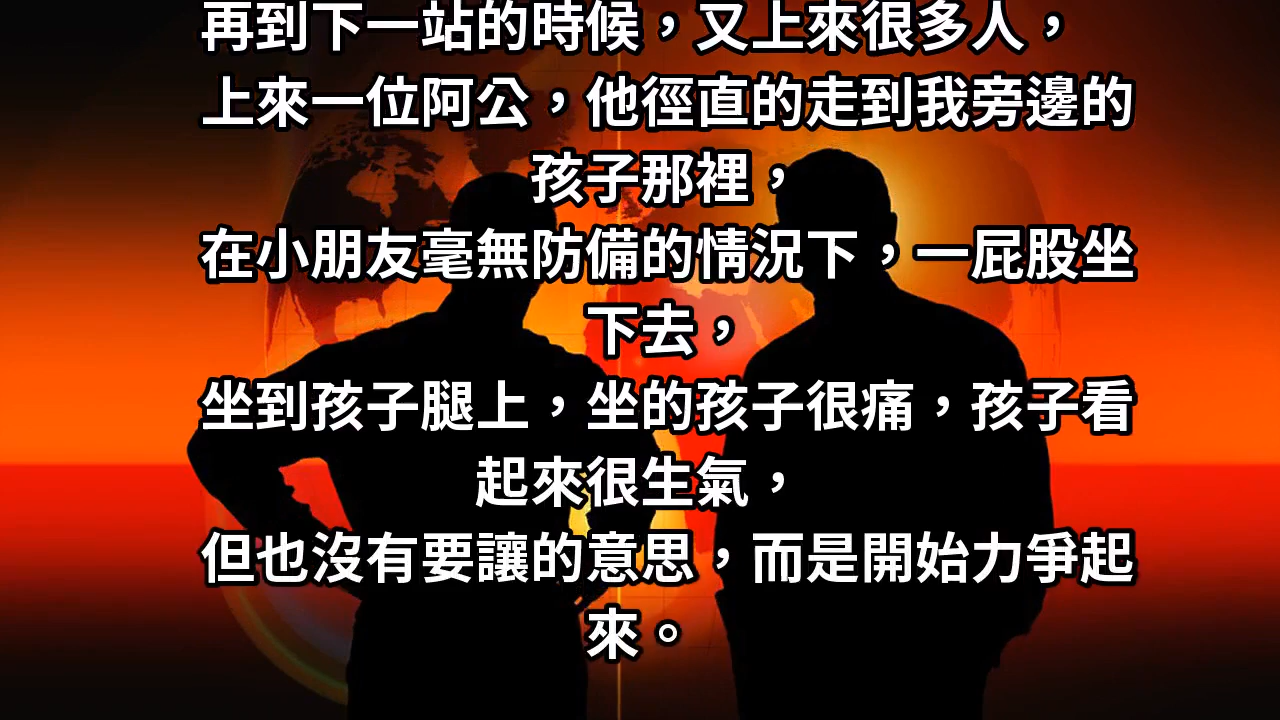 再到下一站的時候，又上來很多人，
上來一位阿公，他徑直的走到我旁邊的
孩子那裡，
在小朋友毫無防備的情況下，一屁股坐
下去，
坐到孩子腿上，坐的孩子很痛，孩子看
起來很生氣，
但也沒有要讓的意思，而是開始力爭起
來。